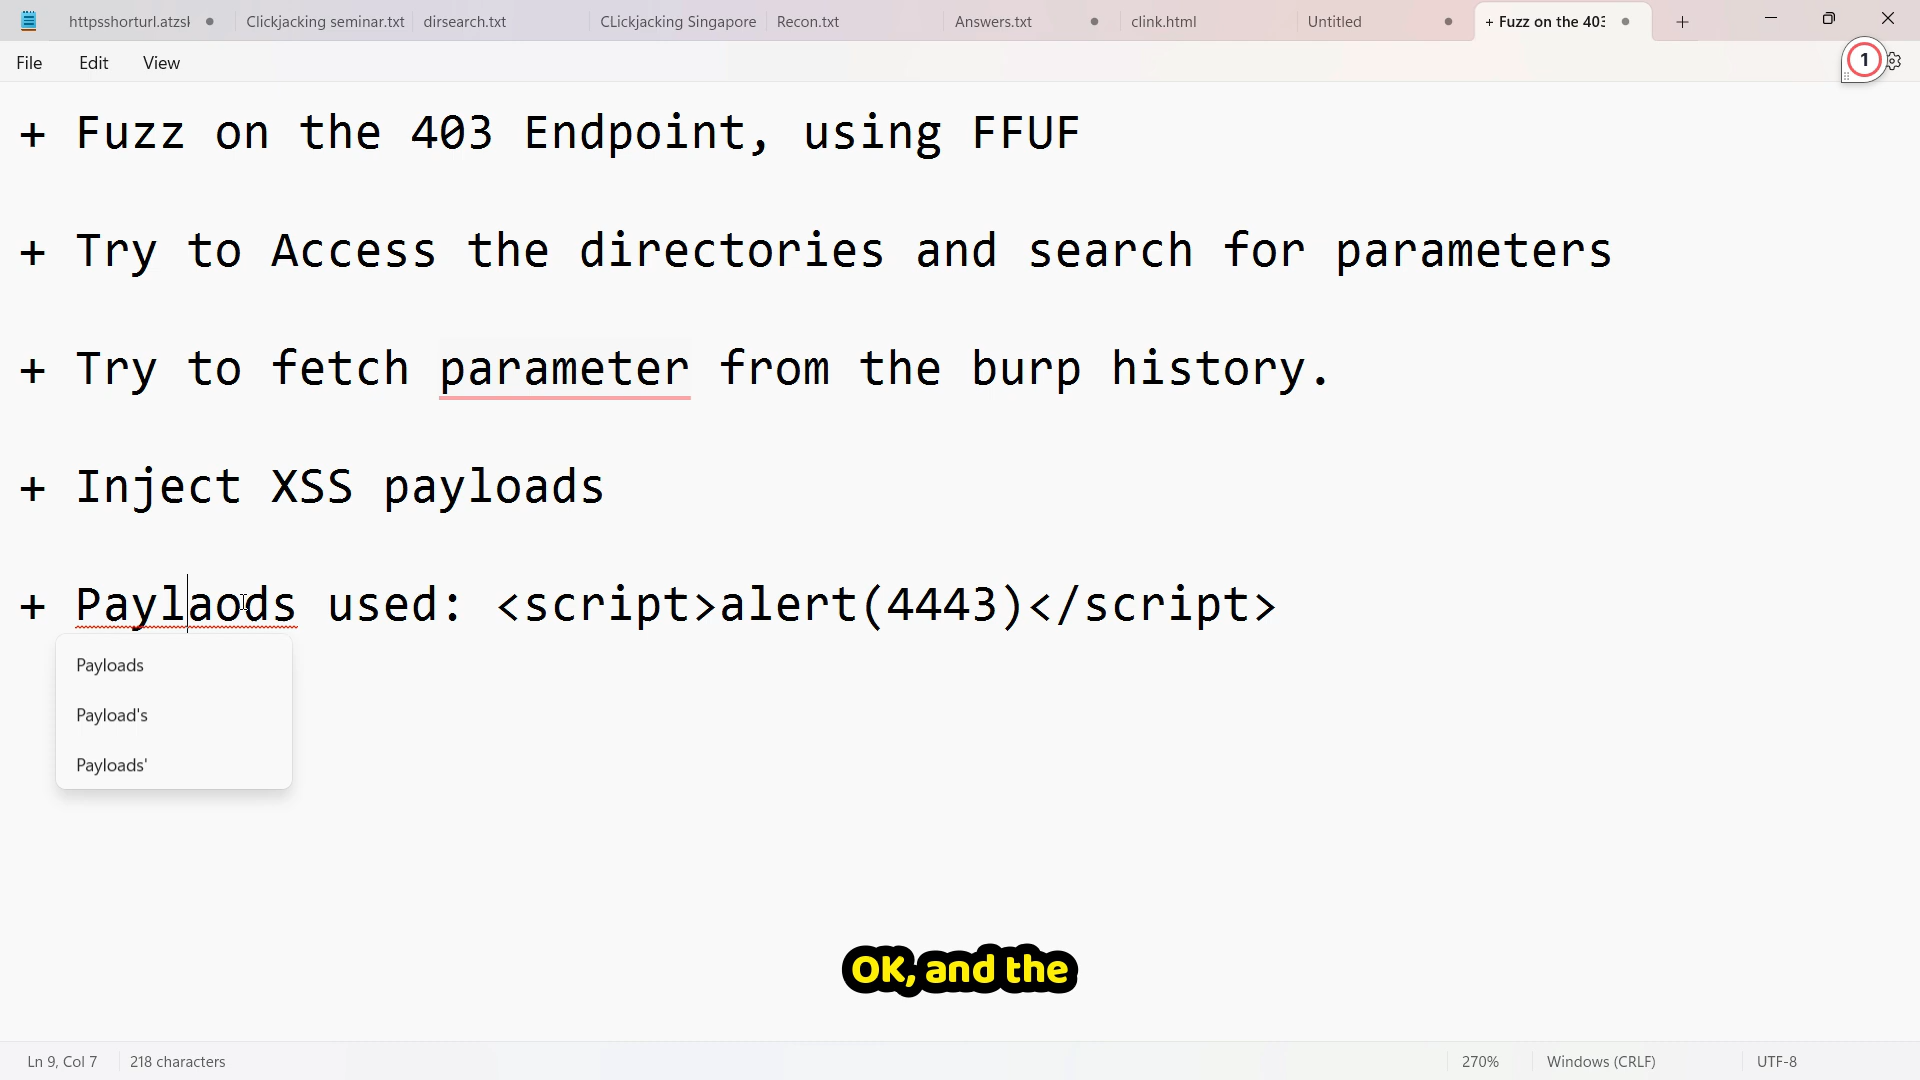 httpsshorturl.atzsk Clickjacking seminar.txt dirsearch.txt CLickjacking Singapore Recon.txt Answers.txt clink.html Untitled + Fuzz on the 403
File Edit View
1
+ Fuzz on the 403 Endpoint, using FFUF
+ Try to Access the directories and search for parameters
+ Try to fetch parameter from the burp history.
+ Inject XSS payloads
+ Paylaods used: <script>alert(4443)</script>
Payloads
Payload's
Payloads'
OK, and the
Ln 9, Col 7 218 characters 270% Windows (CRLF) UTF-8